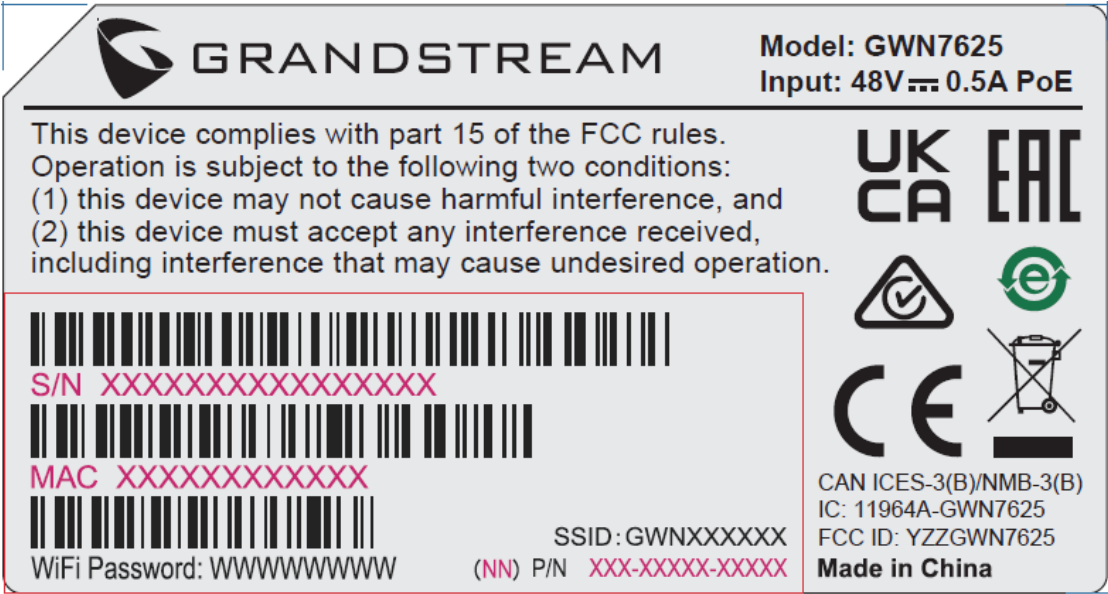 GRANDSTREAM
Model: GWN7625
Input: 48V⎓0.5A PoE
This device complies with part 15 of the FCC rules.
Operation is subject to the following two conditions:
(1) this device may not cause harmful interference, and
(2) this device must accept any interference received,
including interference that may cause undesired operation.
UK
CA
EAC
e
CE
S/N XXXXXXXXXXXXXXXX
MAC XXXXXXXXXXXX
WiFi Password: WWWWWWWW
SSID:GWNXXXXXX
(NN) P/N XXX-XXXXX-XXXXX
CAN ICES-3(B)/NMB-3(B)
IC: 11964A-GWN7625
FCC ID: YZZGWN7625
Made in China